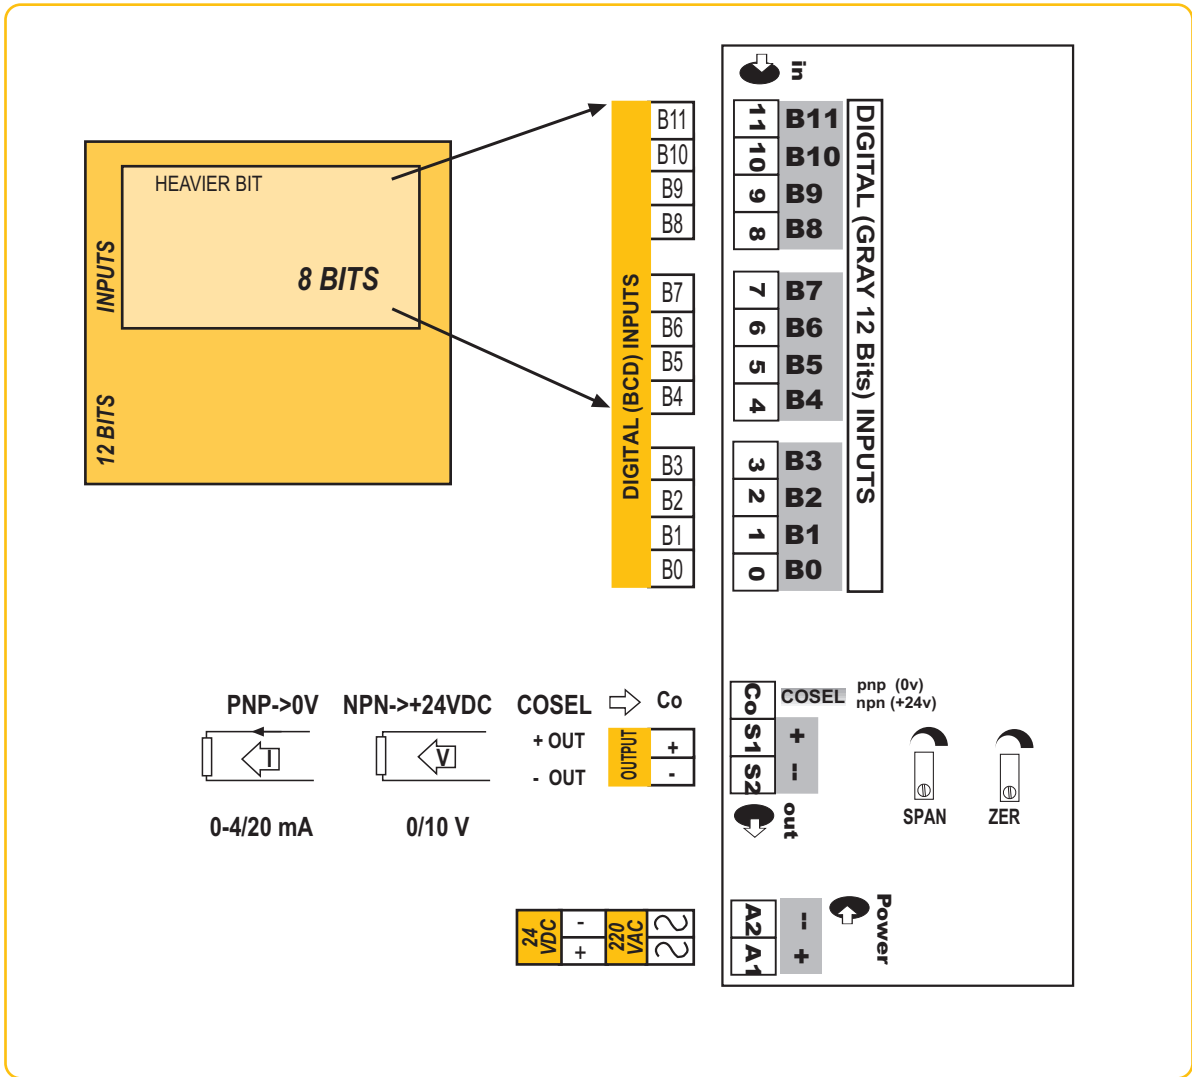 HEAVIER BIT
8 BITS
INPUTS
12 BITS
DIGITAL (BCD) INPUTS
B11
B10
B9
B8
B7
B6
B5
B4
B3
B2
B1
B0
in
11 B11
10 B10
9 B9
8 B8
7 B7
6 B6
5 B5
4 B4
3 B3
2 B2
1 B1
0 B0
DIGITAL (GRAY 12 Bits) INPUTS
PNP->0V NPN->+24VDC COSEL Co
I
V
+ OUT
- OUT
OUTPUT
+
-
0-4/20 mA 0/10 V
Co COSEL pnp (0v)
npn (+24v)
S1 +
S2 --
out
SPAN ZER
24
VDC
-
+
220
VAC
A2 --
A1 +
Power